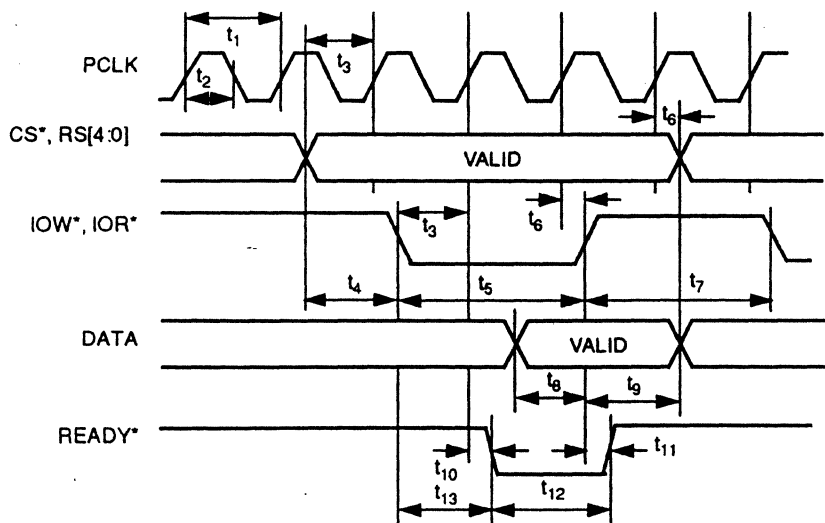 t1
PCLK
t2
t3
CS*, RS[4:0]
VALID
t6
IOW*, IOR*
t3
t6
t4
t5
t7
DATA
VALID
t8
t9
READY*
t10
t11
t13
t12